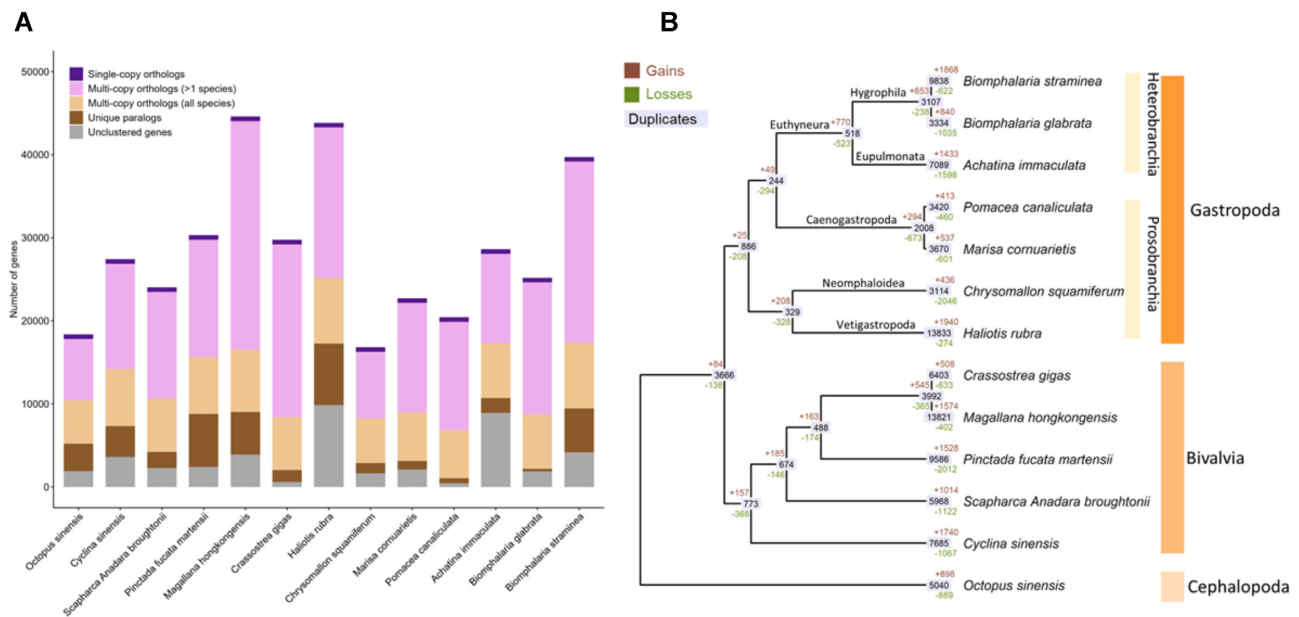 A
50000
40000
30000
20000
10000
0
Number of genes
Single-copy orthologs
Multi-copy orthologs (>1 species)
Multi-copy orthologs (all species)
Unique paralogs
Unclustered genes
Octopus sinensis
Cyclina sinensis
Scapharca Anadara broughtonii
Pinctada fucata martensii
Magallana hongkongensis
Crassostrea gigas
Haliotis rubra
Chrysomallon squamiferum
Marisa cornuarietis
Pomacea canaliculata
Achatina immaculata
Biomphalaria glabrata
Biomphalaria straminea
B
Gains
Losses
Duplicates
+1868
9838
-622
Biomphalaria straminea
Hygrophila
+653
3107
-238
+840
3334
-1035
Biomphalaria glabrata
Euthyneura
+770
518
-523
Eupulmonata
+1433
7089
-1598
Achatina immaculata
+49
244
-294
+413
3420
-460
Pomacea canaliculata
Caenogastropoda
+294
2008
-673
+537
3670
-601
Marisa cornuarietis
+25
886
-208
Neomphaloidea
+436
3114
-2046
Chrysomallon squamiferum
+208
329
-328
Vetigastropoda
+1940
13833
-274
Haliotis rubra
+84
3666
-138
+508
6403
-633
Crassostrea gigas
+545
3992
-365
+1574
13821
-402
Magallana hongkongensis
+163
488
-174
+1528
9586
-2012
Pinctada fucata martensii
+185
674
-146
+1014
5968
-1122
Scapharca Anadara broughtonii
+157
773
-368
+1740
7685
-1067
Cyclina sinensis
+898
5040
-889
Octopus sinensis
Heterobranchia
Prosobranchia
Gastropoda
Bivalvia
Cephalopoda